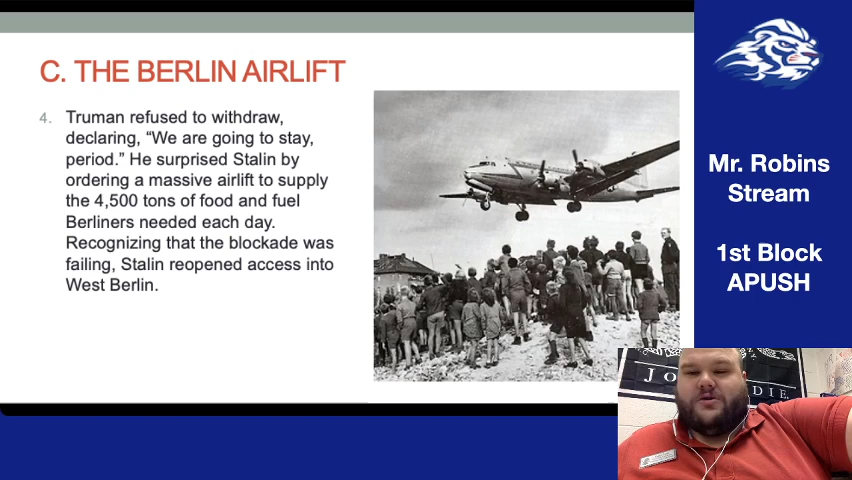 C. THE BERLIN AIRLIFT
4. Truman refused to withdraw,
declaring, “We are going to stay,
period.” He surprised Stalin by
ordering a massive airlift to supply
the 4,500 tons of food and fuel
Berliners needed each day.
Recognizing that the blockade was
failing, Stalin reopened access into
West Berlin.
Mr. Robins
Stream
1st Block
APUSH